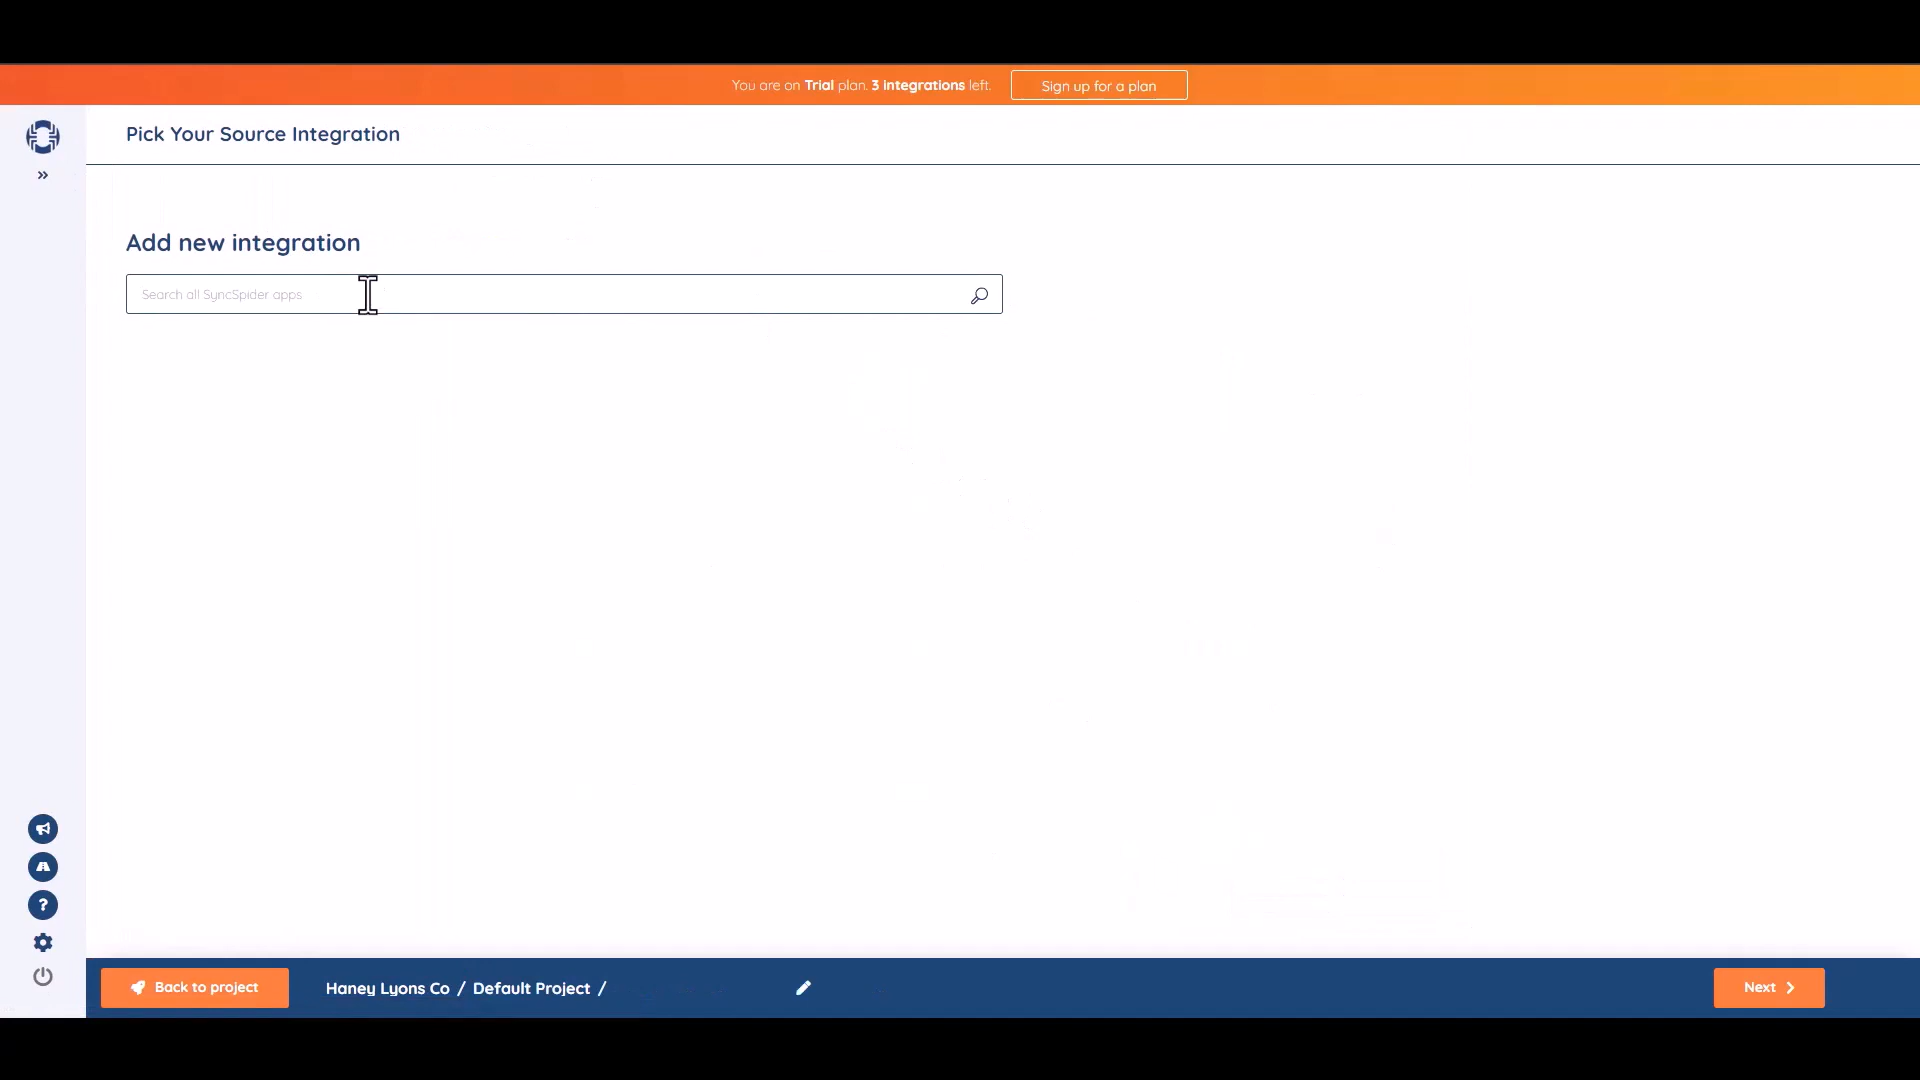 You are on Trial plan. 3 integrations left.
Sign up for a plan
Pick Your Source Integration
Add new integration
Search all SyncSpider apps
Back to project
Haney Lyons Co / Default Project /
Next